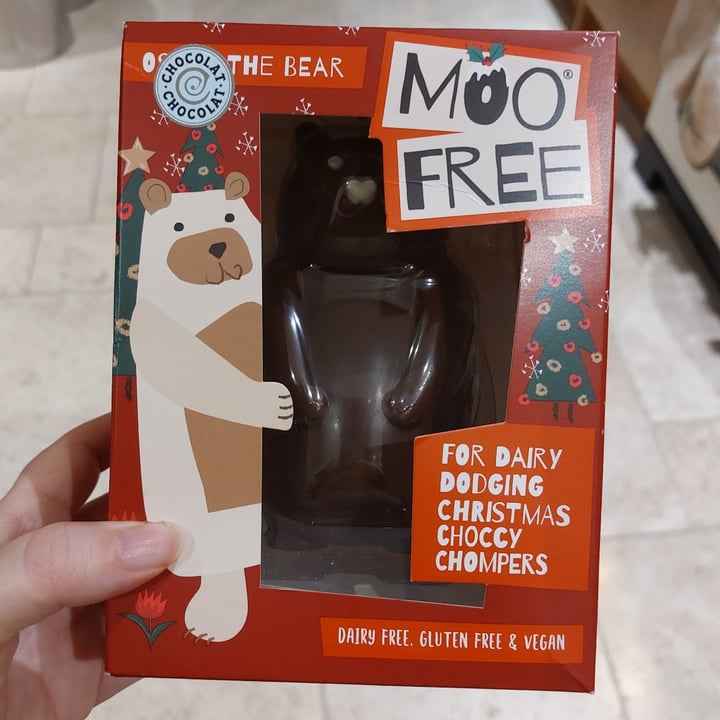 THE BEAR
CHOCOLAT
CHOCOLAT
MOO®
FREE
FOR DAIRY
DODGING
CHRISTMAS
CHOCCY
CHOMPERS
DAIRY FREE, GLUTEN FREE & VEGAN